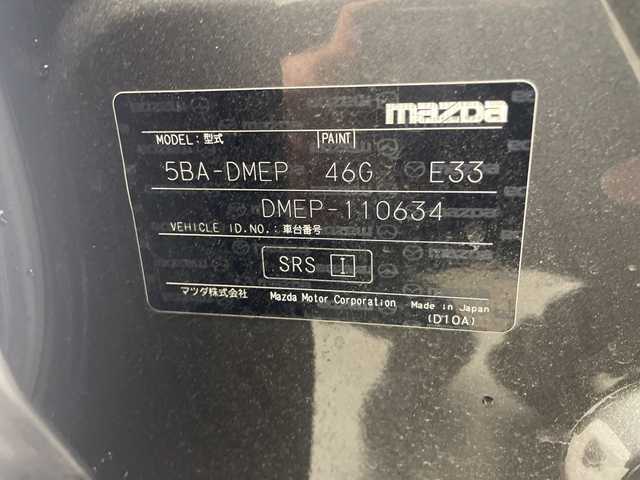 mazda
MODEL: 型式 PAINT
5BA-DMEP 46G E33
DMEP-110634
VEHICLE ID.NO.: 車台番号
SRS I
マツダ株式会社 Mazda Motor Corporation Made in Japan
(D10A)